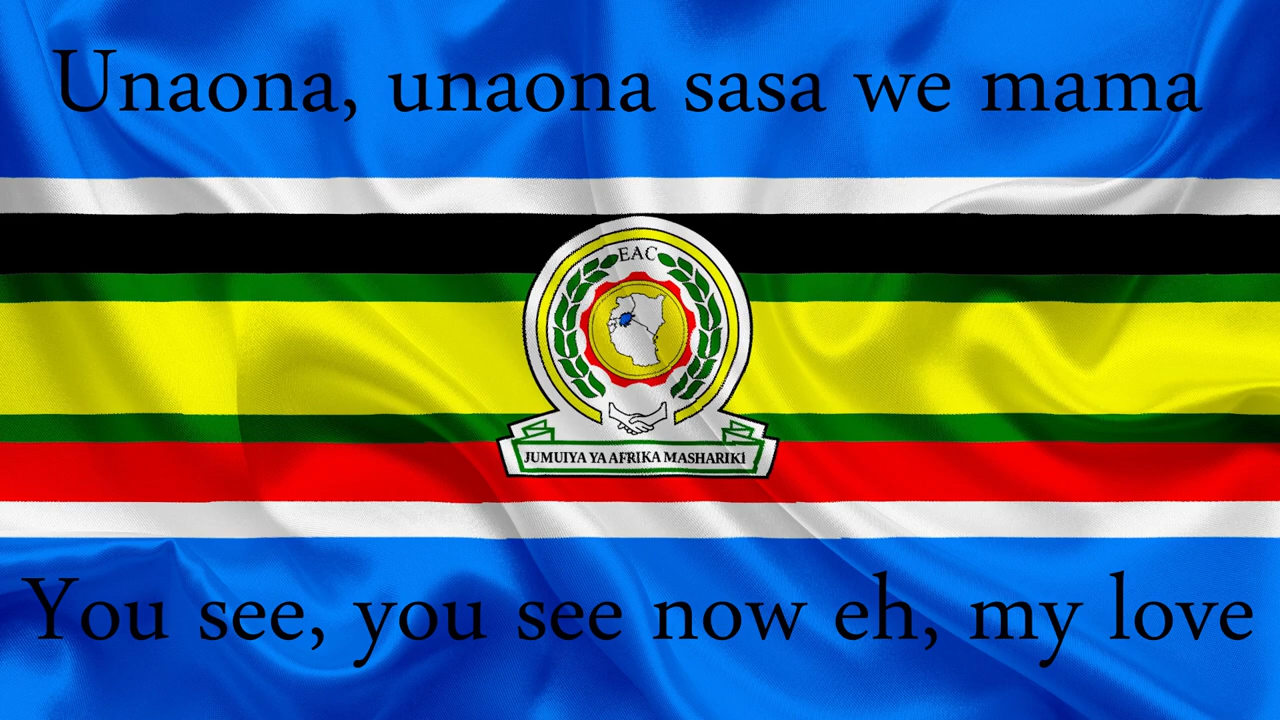 Unaona, unaona sasa we mama
EAC
JUMUIYA YA AFRIKA MASHARIKI
You see, you see now eh, my love